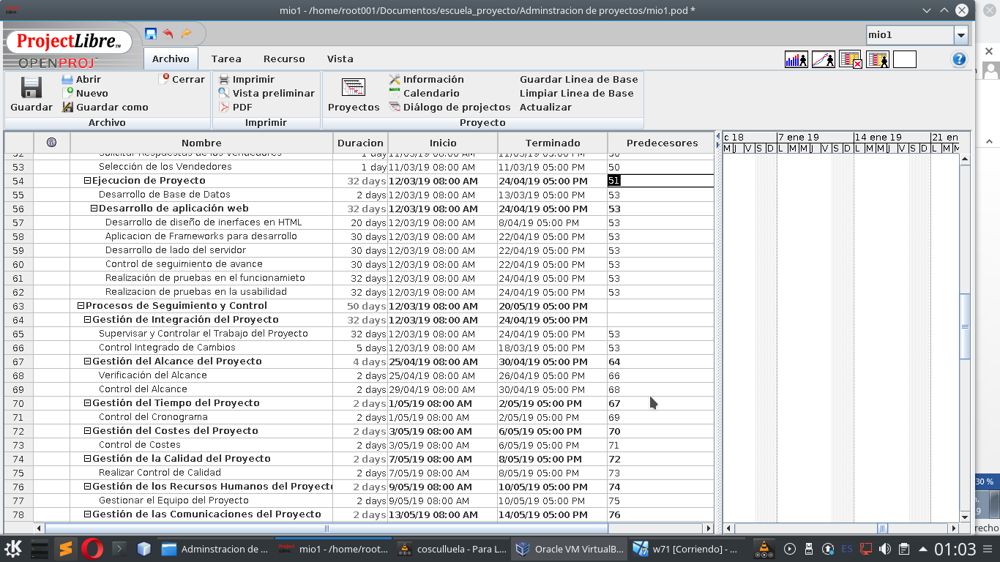 mio1 - /home/root001/Documentos/escuela_proyecto/Adminstracion de proyectos/mio1.pod *
ProjectLibre™
OPENPROJ
mio1
Archivo Tarea Recurso Vista
Guardar
Abrir
Nuevo
Guardar como
Cerrar
Archivo
Imprimir
Vista preliminar
PDF
Imprimir
Proyectos
Información
Calendario
Diálogo de projectos
Guardar Linea de Base
Limpiar Linea de Base
Actualizar
Proyecto
Nombre Duracion Inicio Terminado Predecesores
c 18 7 ene 19 14 ene 19 21 en
M J V S D L M M J V S D L M M J V S D L M M
52 Solicitar Respuestas de los vendedores 1 day 11/03/19 08:00 AM 11/03/19 05:00 PM 50
53 Selección de los Vendedores 1 day 11/03/19 08:00 AM 11/03/19 05:00 PM 50
54 Ejecucion de Proyecto 32 days 12/03/19 08:00 AM 24/04/19 05:00 PM 51
55 Desarrollo de Base de Datos 2 days 12/03/19 08:00 AM 13/03/19 05:00 PM 53
56 Desarrollo de aplicación web 32 days 12/03/19 08:00 AM 24/04/19 05:00 PM 53
57 Desarrollo de diseño de inerfaces en HTML 20 days 12/03/19 08:00 AM 8/04/19 05:00 PM 53
58 Aplicacion de Frameworks para desarrollo 30 days 12/03/19 08:00 AM 22/04/19 05:00 PM 53
59 Desarrollo de lado del servidor 30 days 12/03/19 08:00 AM 22/04/19 05:00 PM 53
60 Control de seguimiento de avance 30 days 12/03/19 08:00 AM 22/04/19 05:00 PM 53
61 Realización de pruebas en el funcionamieto 32 days 12/03/19 08:00 AM 24/04/19 05:00 PM 53
62 Realizacion de pruebas en la usabilidad 32 days 12/03/19 08:00 AM 24/04/19 05:00 PM 53
63 Procesos de Seguimiento y Control 50 days 12/03/19 08:00 AM 20/05/19 05:00 PM
64 Gestión de Integración del Proyecto 32 days 12/03/19 08:00 AM 24/04/19 05:00 PM
65 Supervisar y Controlar el Trabajo del Proyecto 32 days 12/03/19 08:00 AM 24/04/19 05:00 PM 53
66 Control Integrado de Cambios 5 days 12/03/19 08:00 AM 18/03/19 05:00 PM 53
67 Gestión del Alcance del Proyecto 4 days 25/04/19 08:00 AM 30/04/19 05:00 PM 64
68 Verificación del Alcance 2 days 25/04/19 08:00 AM 26/04/19 05:00 PM 66
69 Control del Alcance 2 days 29/04/19 08:00 AM 30/04/19 05:00 PM 68
70 Gestión del Tiempo del Proyecto 2 days 1/05/19 08:00 AM 2/05/19 05:00 PM 67
71 Control del Cronograma 2 days 1/05/19 08:00 AM 2/05/19 05:00 PM 69
72 Gestión del Costes del Proyecto 2 days 3/05/19 08:00 AM 6/05/19 05:00 PM 70
73 Control de Costes 2 days 3/05/19 08:00 AM 6/05/19 05:00 PM 71
74 Gestión de la Calidad del Proyecto 2 days 7/05/19 08:00 AM 8/05/19 05:00 PM 72
75 Realizar Control de Calidad 2 days 7/05/19 08:00 AM 8/05/19 05:00 PM 73
76 Gestión de los Recursos Humanos del Proyecto 2 days 9/05/19 08:00 AM 10/05/19 05:00 PM 74
77 Gestionar el Equipo del Proyecto 2 days 9/05/19 08:00 AM 10/05/19 05:00 PM 75
78 Gestión de las Comunicaciones del Proyecto 2 days 13/05/19 08:00 AM 14/05/19 05:00 PM 76
30 %
19
recho
Adminstracion de ... mio1 - /home/root... cosculluela - Para L... Oracle VM VirtualB... w71 [Corriendo] - ... ES 01:03